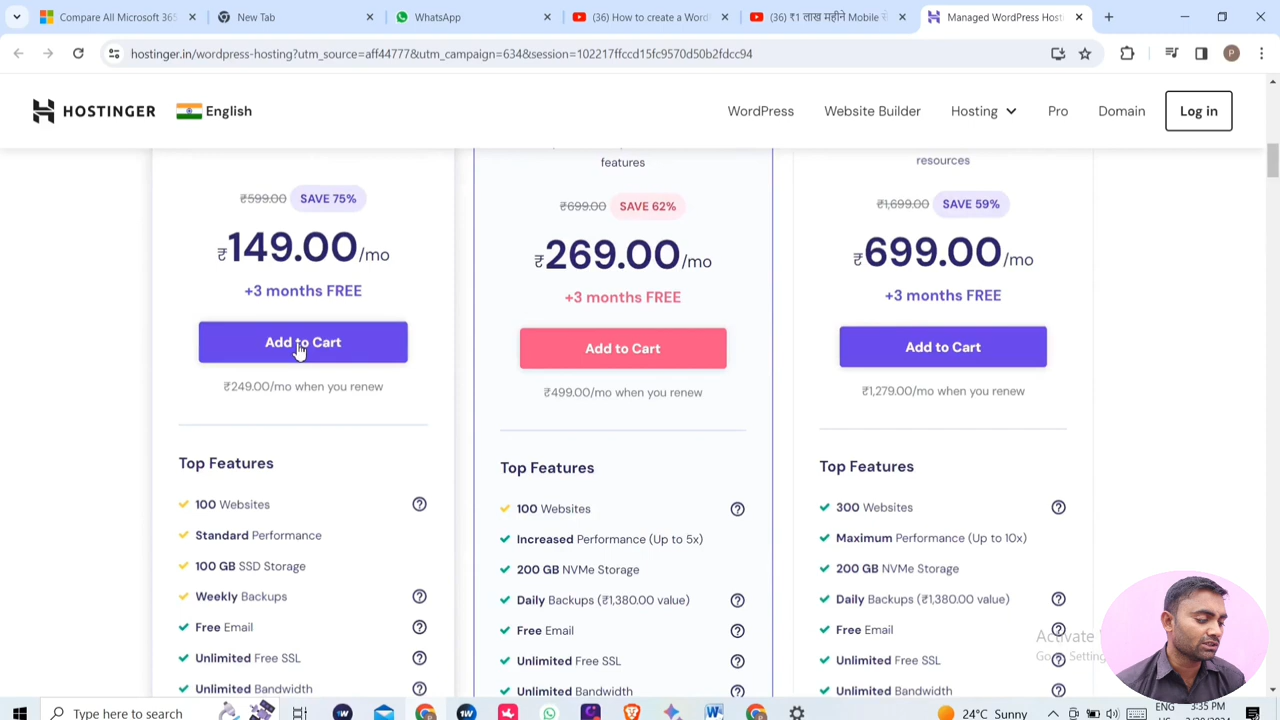 Compare All Microsoft 365
New Tab
WhatsApp
(36) How to create a Word
(36) ₹1 लाख महीने Mobile से
Managed WordPress Hosti
hostinger.in/wordpress-hosting?utm_source=aff44777&utm_campaign=634&session=102217ffccd15fc9570d50b2fdcc94
P
HOSTINGER
English
WordPress
Website Builder
Hosting
Pro
Domain
Log in
features
resources
₹599.00 SAVE 75%
₹699.00 SAVE 62%
₹1,699.00 SAVE 59%
₹149.00/mo
₹269.00/mo
₹699.00/mo
+3 months FREE
+3 months FREE
+3 months FREE
Add to Cart
Add to Cart
Add to Cart
₹249.00/mo when you renew
₹499.00/mo when you renew
₹1,279.00/mo when you renew
Top Features
Top Features
Top Features
100 Websites
100 Websites
300 Websites
Standard Performance
Increased Performance (Up to 5x)
Maximum Performance (Up to 10x)
100 GB SSD Storage
200 GB NVMe Storage
200 GB NVMe Storage
Weekly Backups
Daily Backups (₹1,380.00 value)
Daily Backups (₹1,380.00 value)
Free Email
Free Email
Free Email
Unlimited Free SSL
Unlimited Free SSL
Unlimited Free SSL
Unlimited Bandwidth
Unlimited Bandwidth
Unlimited Bandwidth
Activate
Go to Setting
Type here to search
24°C Sunny
ENG
3:35 PM